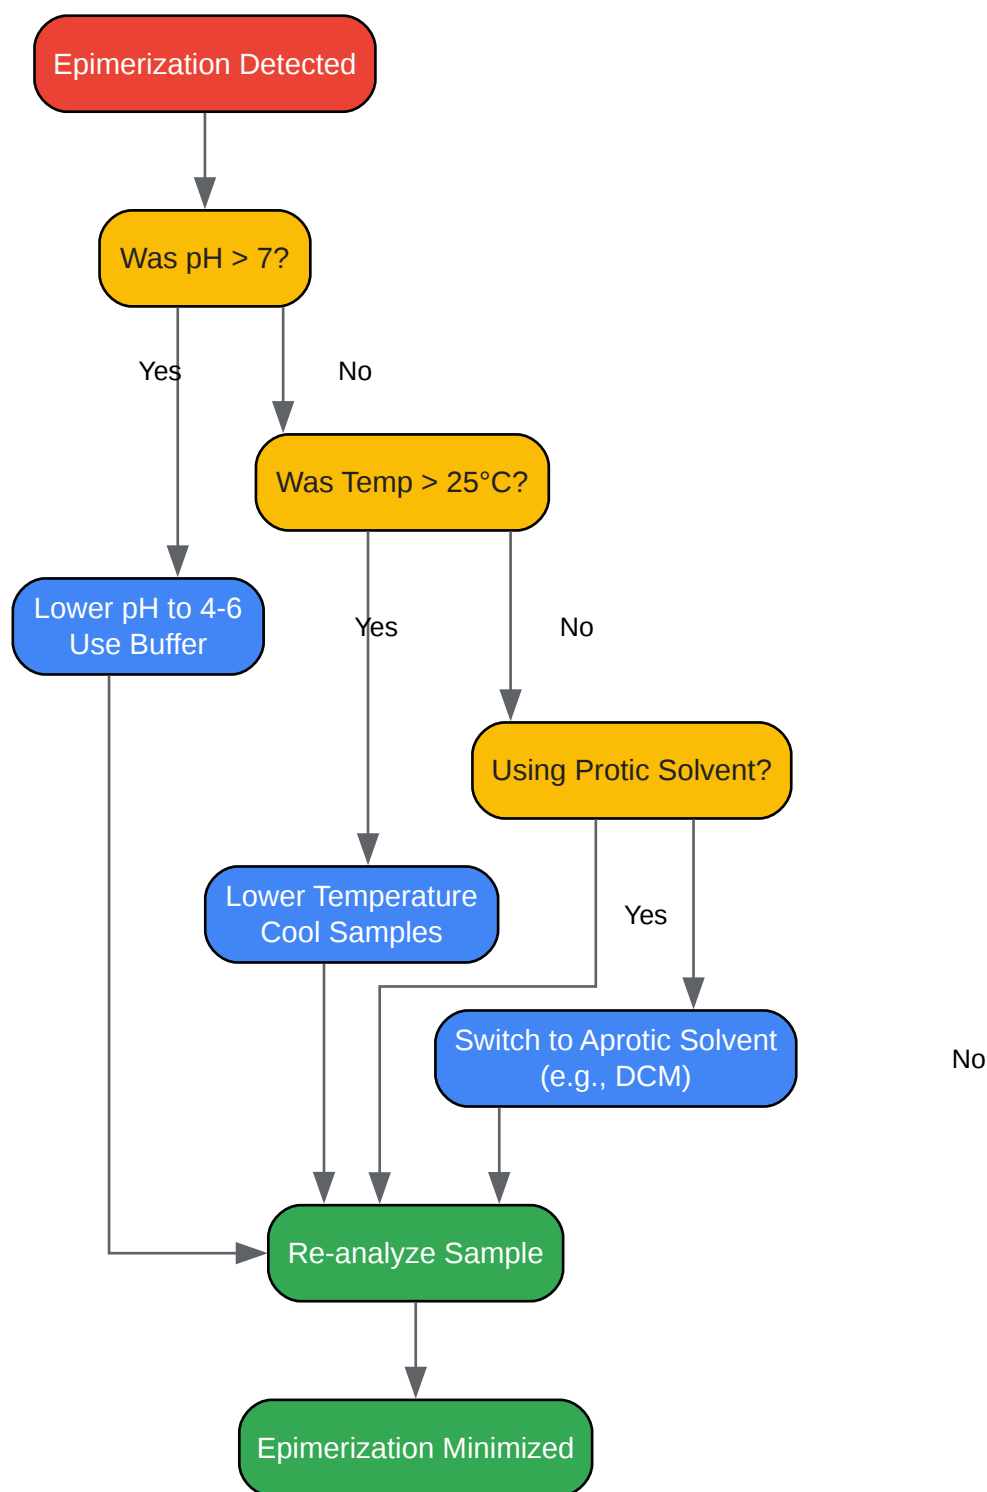 Epimerization Detected
Was pH > 7?
Yes
No
Was Temp > 25°C?
Lower pH to 4-6
Use Buffer
Yes
No
Using Protic Solvent?
Lower Temperature
Cool Samples
Yes
Switch to Aprotic Solvent
(e.g., DCM)
No
Re-analyze Sample
Epimerization Minimized